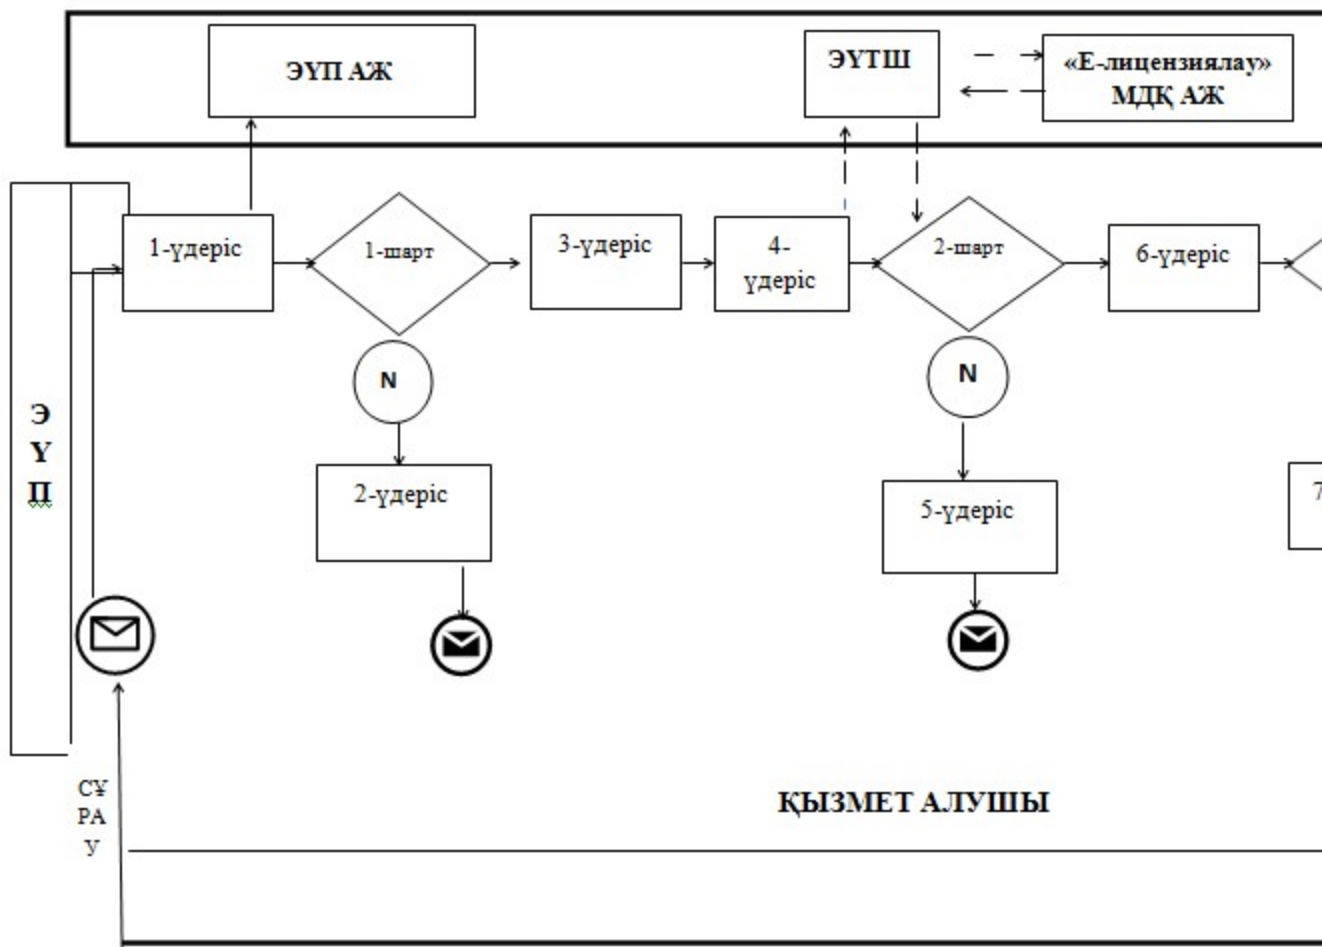 ЭҮП АЖ
ЭҮТШ
«Е-лицензиялау»
МДҚ АЖ
1-үдеріс
1-шарт
3-үдеріс
4-
үдеріс
2-шарт
6-үдеріс
N
N
Э
Ү
П
2-үдеріс
5-үдеріс
7
СҰ
РА
У
ҚЫЗМЕТ АЛУШЫ